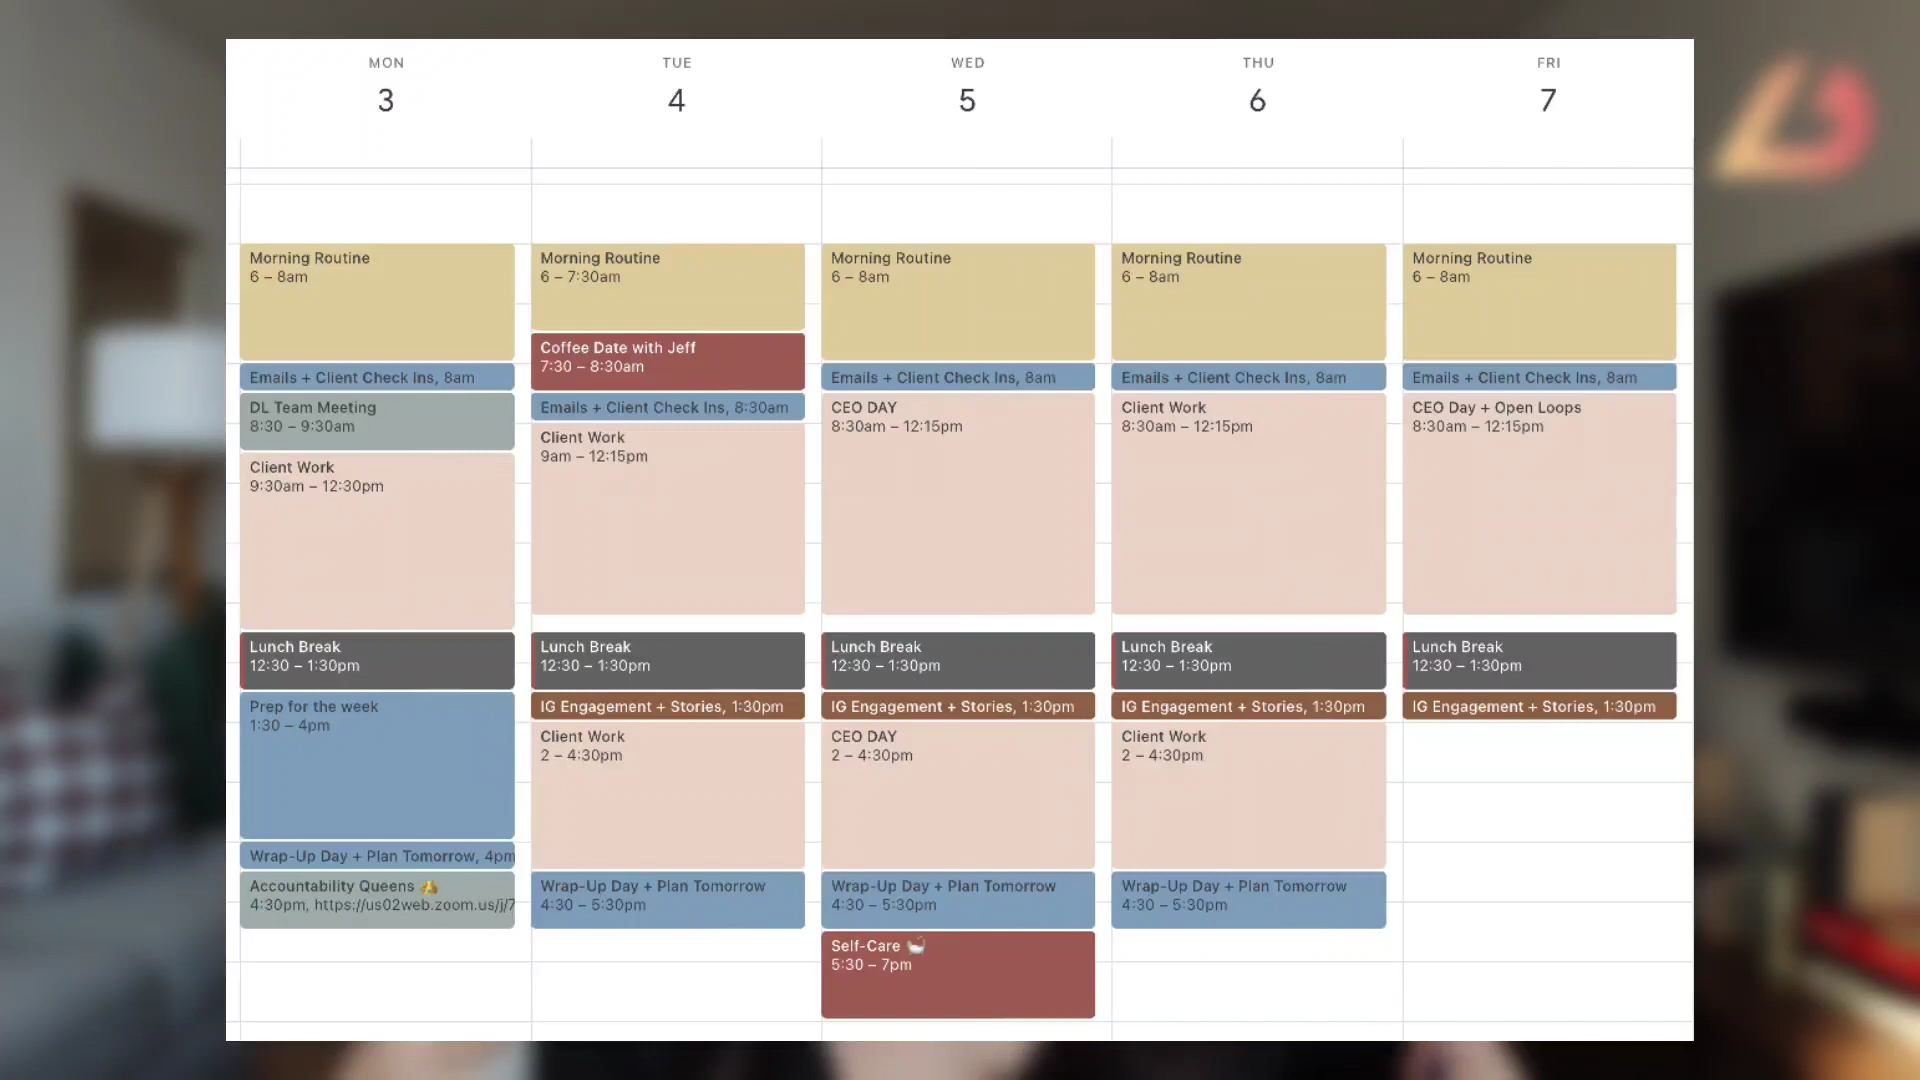 MON
3
TUE
4
WED
5
THU
6
FRI
7
Morning Routine
6 – 8am
Emails + Client Check Ins, 8am
DL Team Meeting
8:30 – 9:30am
Client Work
9:30am – 12:30pm
Lunch Break
12:30 – 1:30pm
Prep for the week
1:30 – 4pm
Wrap-Up Day + Plan Tomorrow, 4pm
Accountability Queens
4:30pm, https://us02web.zoom.us/j/7
Morning Routine
6 – 7:30am
Coffee Date with Jeff
7:30 – 8:30am
Emails + Client Check Ins, 8:30am
Client Work
9am – 12:15pm
Lunch Break
12:30 – 1:30pm
IG Engagement + Stories, 1:30pm
Client Work
2 – 4:30pm
Wrap-Up Day + Plan Tomorrow
4:30 – 5:30pm
Morning Routine
6 – 8am
Emails + Client Check Ins, 8am
CEO DAY
8:30am – 12:15pm
Lunch Break
12:30 – 1:30pm
IG Engagement + Stories, 1:30pm
CEO DAY
2 – 4:30pm
Wrap-Up Day + Plan Tomorrow
4:30 – 5:30pm
Self-Care
5:30 – 7pm
Morning Routine
6 – 8am
Emails + Client Check Ins, 8am
Client Work
8:30am – 12:15pm
Lunch Break
12:30 – 1:30pm
IG Engagement + Stories, 1:30pm
Client Work
2 – 4:30pm
Wrap-Up Day + Plan Tomorrow
4:30 – 5:30pm
Morning Routine
6 – 8am
Emails + Client Check Ins, 8am
CEO Day + Open Loops
8:30am – 12:15pm
Lunch Break
12:30 – 1:30pm
IG Engagement + Stories, 1:30pm